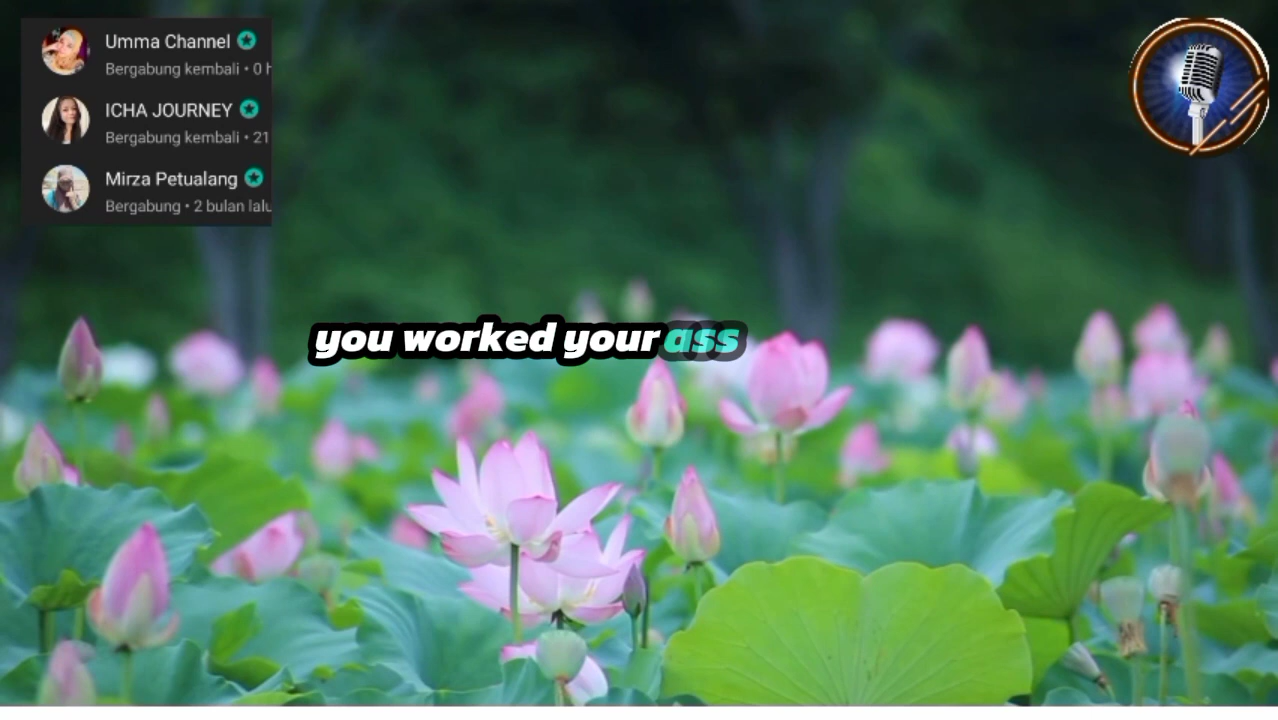 Umma Channel
Bergabung kembali • 0 h
ICHA JOURNEY
Bergabung kembali • 21
Mirza Petualang
Bergabung • 2 bulan lalu
you worked your ass